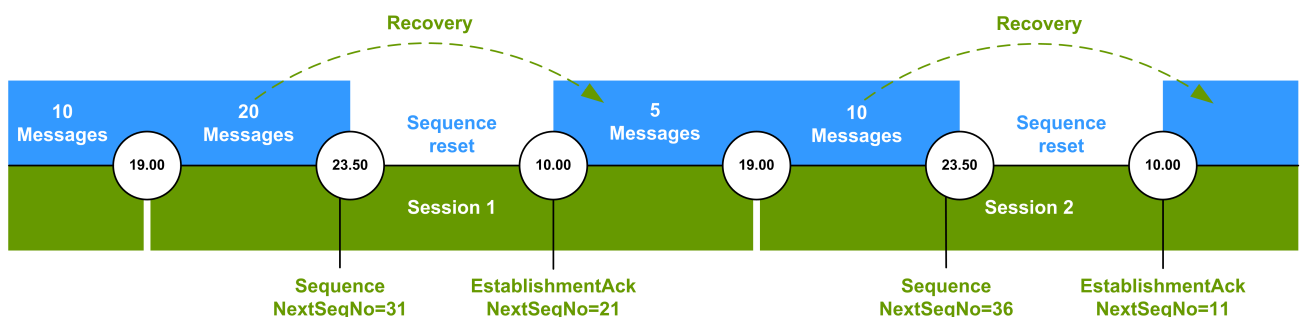 Recovery
Recovery
10
Messages
20
Messages
Sequence
reset
5
Messages
10
Messages
Sequence
reset
19.00
23.50
10.00
19.00
23.50
10.00
Session 1
Session 2
Sequence
NextSeqNo=31
EstablishmentAck
NextSeqNo=21
Sequence
NextSeqNo=36
EstablishmentAck
NextSeqNo=11